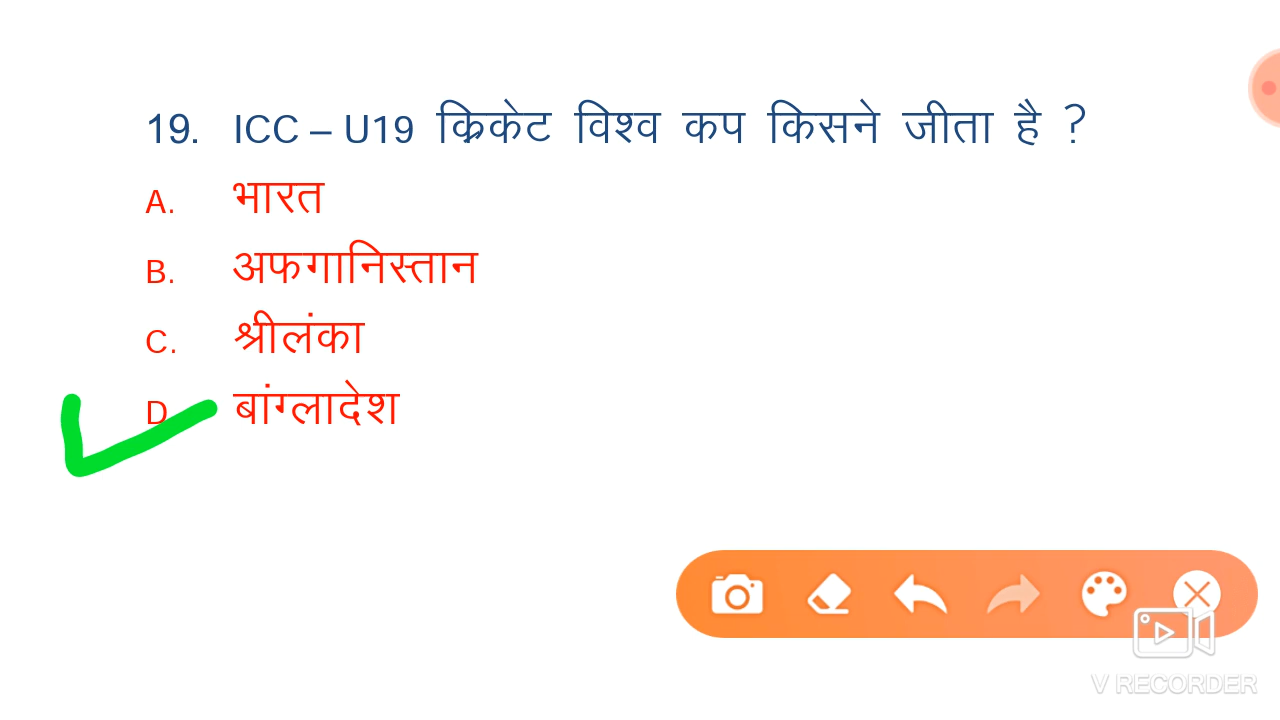 19. ICC – U19 क्रिकेट विश्व कप किसने जीता है ?
A. भारत
B. अफगानिस्तान
C. श्रीलंका
D. बांग्लादेश
V RECORDER